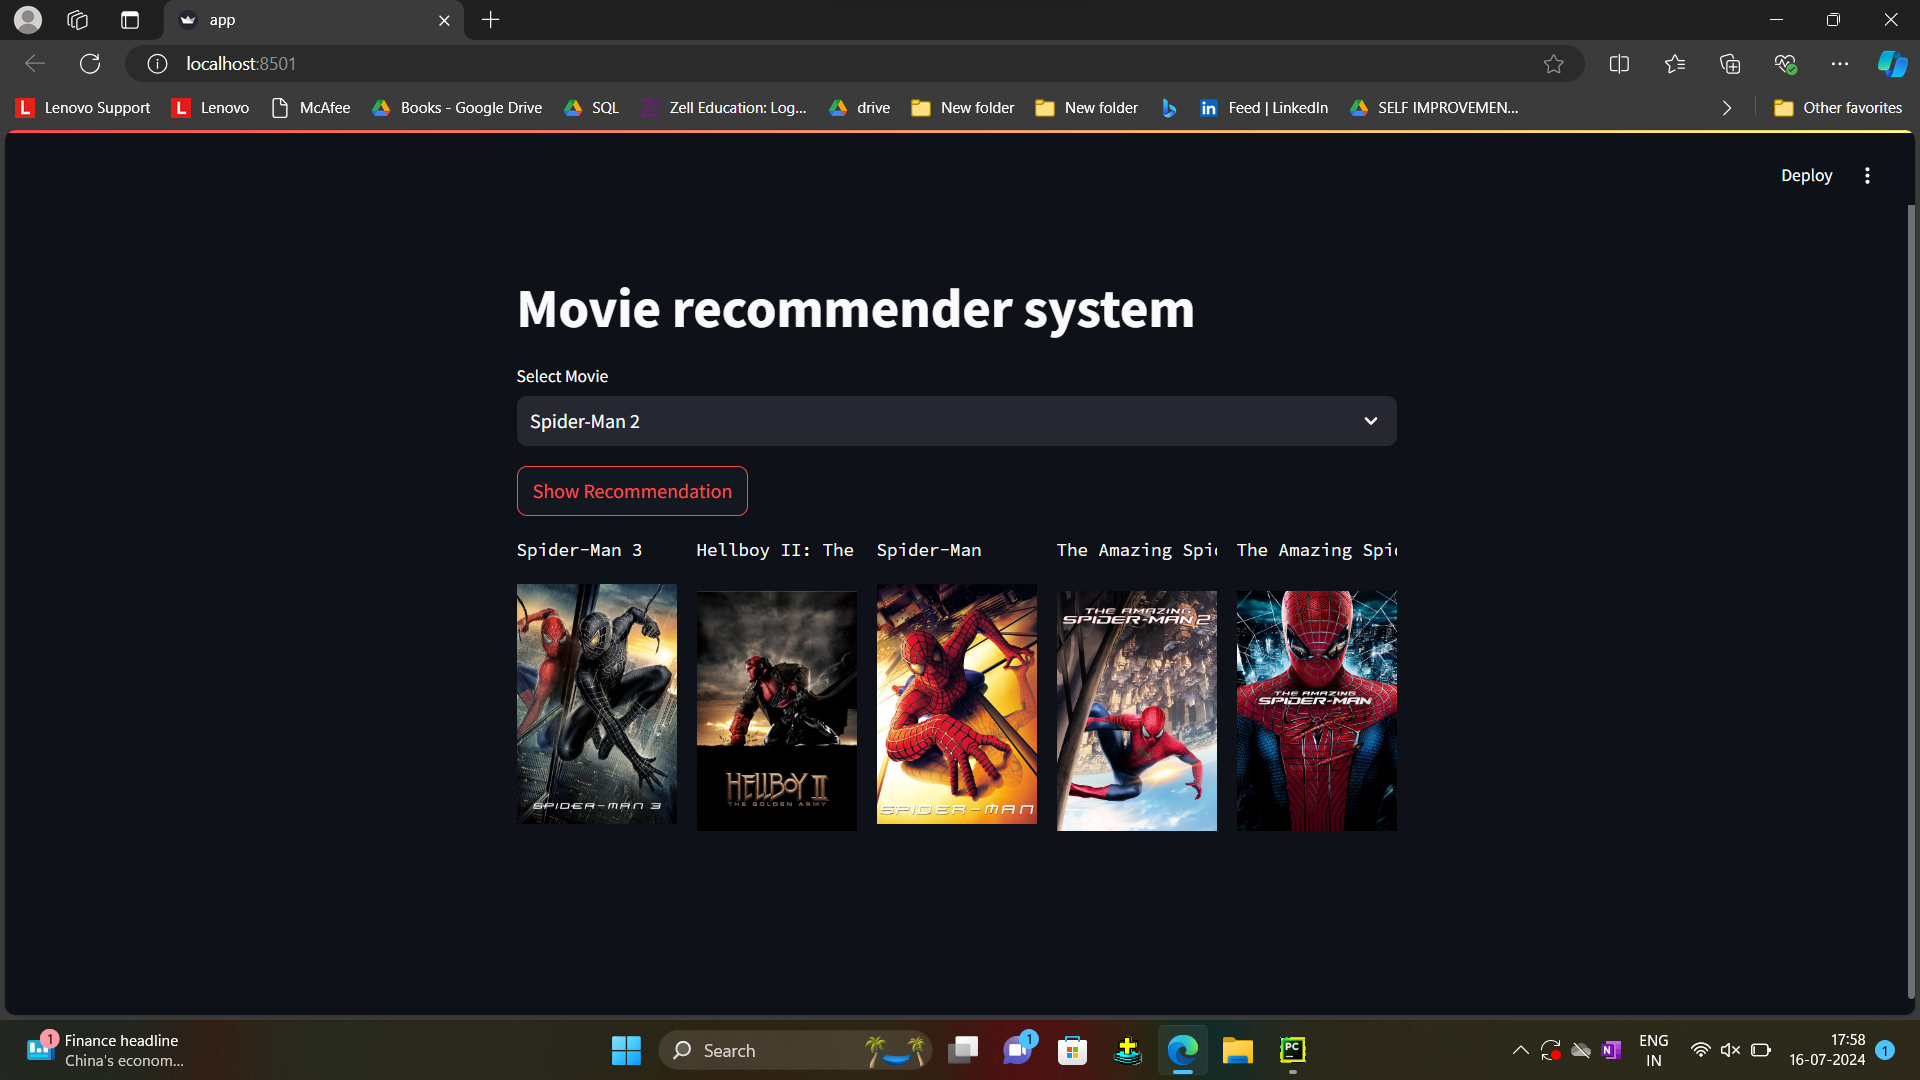 app
localhost:8501
Lenovo Support
Lenovo
McAfee
Books - Google Drive
SQL
Zell Education: Log...
drive
New folder
New folder
Feed | LinkedIn
SELF IMPROVEMEN...
Other favorites
Deploy
Movie recommender system
Select Movie
Spider-Man 2
Show Recommendation
Spider-Man 3
Hellboy II: The
Spider-Man
The Amazing Spi
The Amazing Spi
SPIDER-MAN 3
HELLBOY II
THE GOLDEN ARMY
SPIDER-MAN
THE AMAZING
SPIDER-MAN 2
THE AMAZING
SPIDER-MAN
1
Finance headline
China's econom...
Search
1
PC
N
ENG
IN
17:58
16-07-2024
1